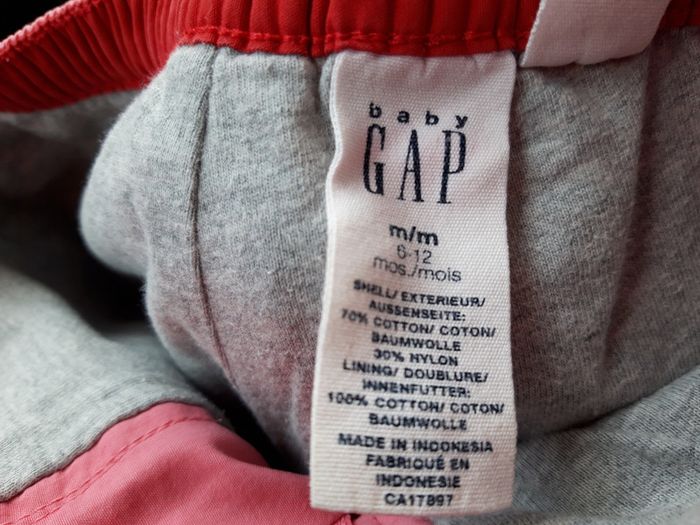 baby
GAP
m/m
6-12
mos./mois
SHELL/ EXTERIEUR/
AUSSENSEITE:
70% COTTON/ COTON/
BAUMWOLLE
30% NYLON
LINING/ DOUBLURE/
INNENFUTTER:
100% COTTON/ COTON/
BAUMWOLLE
MADE IN INDONESIA
FABRIQUÉ EN
INDONESIE
CA17897